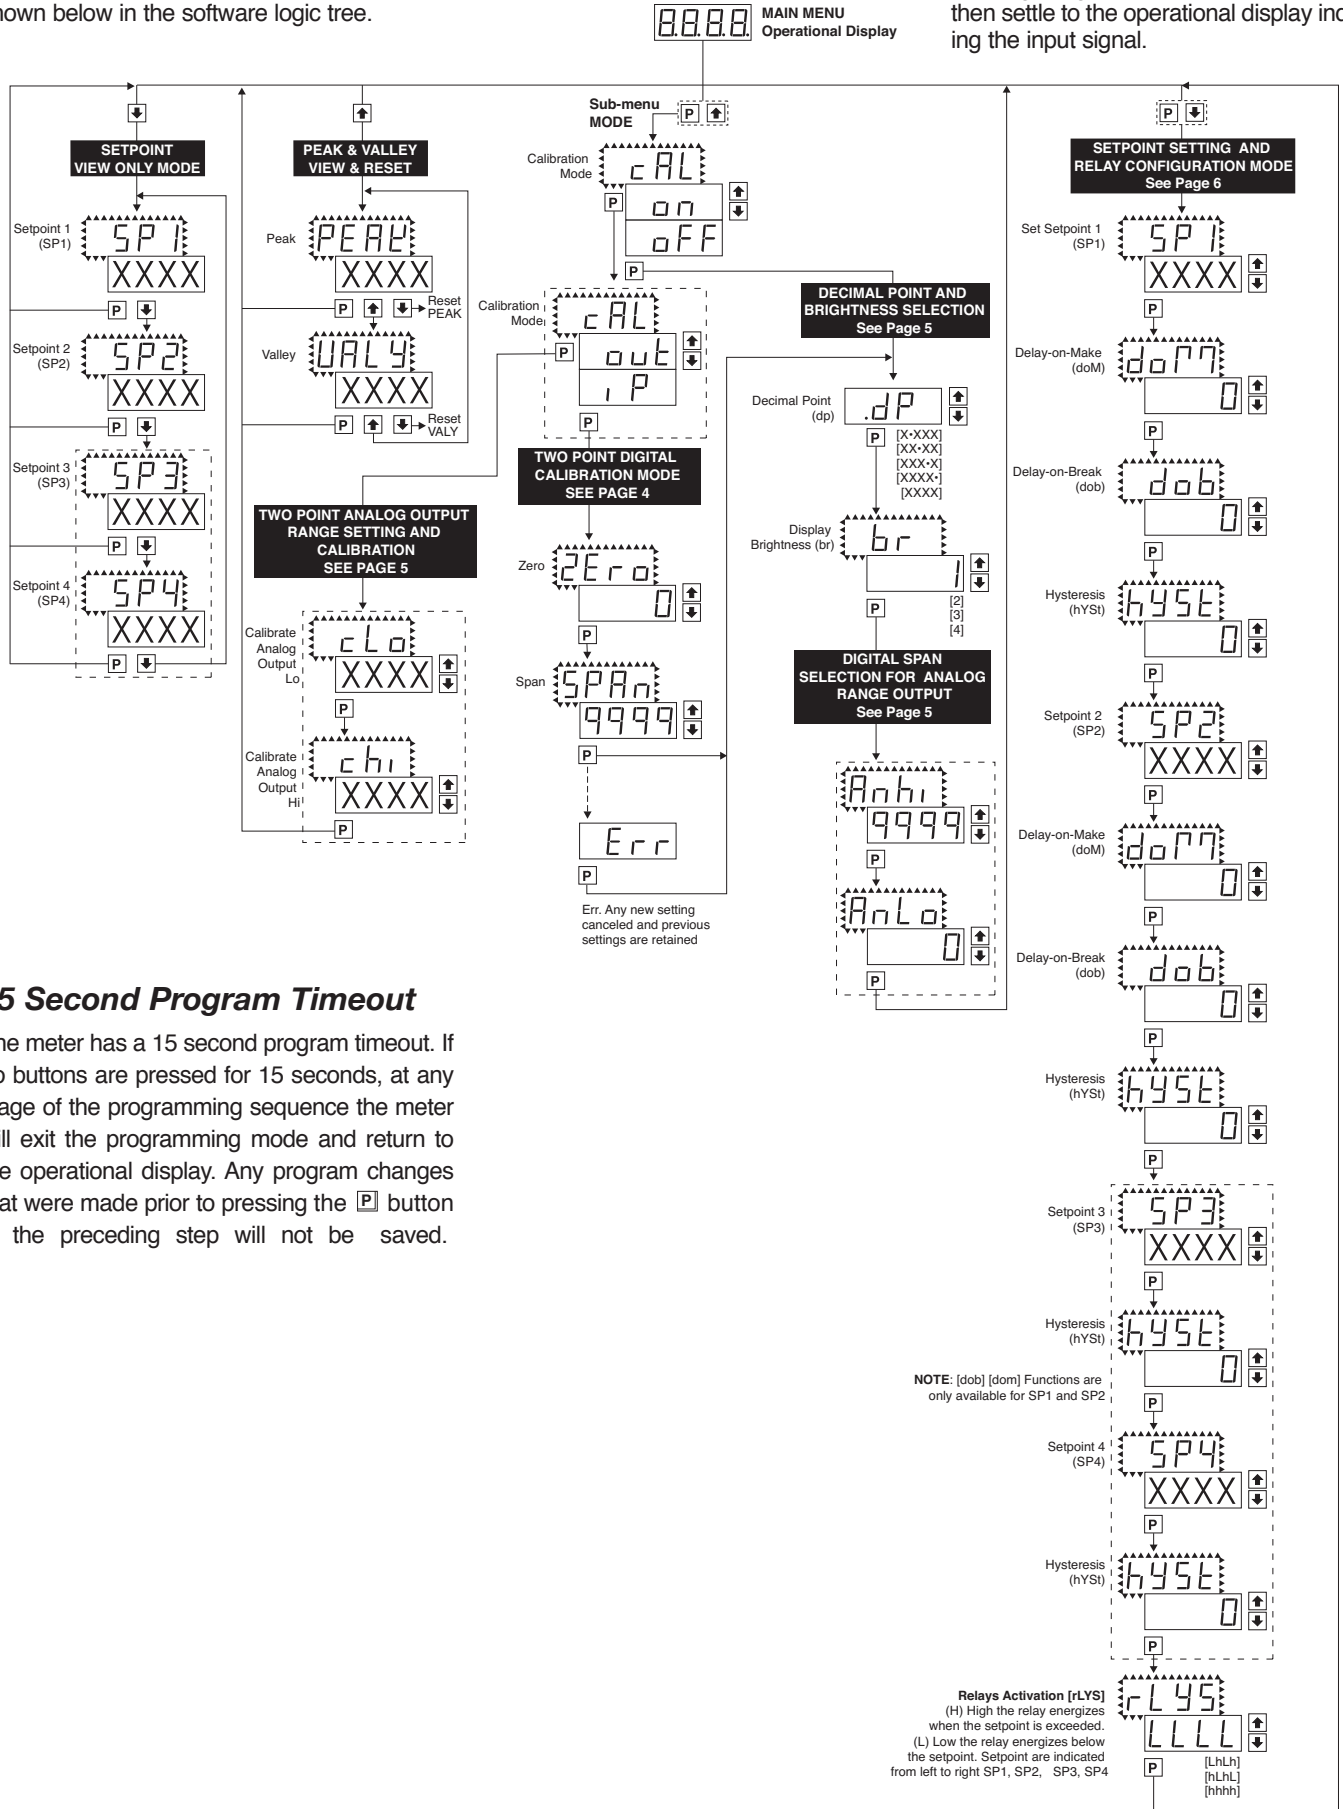 hown below in the software logic tree.
8.8.8.8.
MAIN MENU
Operational Display
then settle to the operational display inc
ing the input signal.
SETPOINT
VIEW ONLY MODE
Setpoint 1
(SP1)
SP1
XXXX
P
Setpoint 2
(SP2)
SP2
XXXX
P
Setpoint 3
(SP3)
SP3
XXXX
P
Setpoint 4
(SP4)
SP4
XXXX
P
PEAK & VALLEY
VIEW & RESET
Peak
PEAK
XXXX
P
Reset
PEAK
Valley
VALY
XXXX
P
Reset
VALY
Sub-menu
MODE
P
Calibration
Mode
cAL
P
on
oFF
P
Calibration
Mode
cAL
P
out
iP
P
TWO POINT ANALOG OUTPUT
RANGE SETTING AND
CALIBRATION
SEE PAGE 5
Calibrate
Analog
Output
Lo
cLo
XXXX
P
Calibrate
Analog
Output
Hi
chi
XXXX
P
TWO POINT DIGITAL
CALIBRATION MODE
SEE PAGE 4
Zero
ZEro
0
P
Span
SPAn
9999
P
Err
P
Err. Any new setting
canceled and previous
settings are retained
DECIMAL POINT AND
BRIGHTNESS SELECTION
See Page 5
Decimal Point
(dp)
.dP
P
[X•XXX]
[XX•XX]
[XXX•X]
[XXXX•]
[XXXX]
Display
Brightness (br)
br
1
P
[2]
[3]
[4]
DIGITAL SPAN
SELECTION FOR ANALOG
RANGE OUTPUT
See Page 5
Anhi
9999
P
AnLo
0
P
P
SETPOINT SETTING AND
RELAY CONFIGURATION MODE
See Page 6
Set Setpoint 1
(SP1)
SP1
XXXX
P
Delay-on-Make
(doM)
doM
0
P
Delay-on-Break
(dob)
dob
0
P
Hysteresis
(hYSt)
hYSt
0
P
Setpoint 2
(SP2)
SP2
XXXX
P
Delay-on-Make
(doM)
doM
0
P
Delay-on-Break
(dob)
dob
0
P
Hysteresis
(hYSt)
hYSt
0
P
Setpoint 3
(SP3)
SP3
XXXX
P
Hysteresis
(hYSt)
hYSt
0
NOTE: [dob] [dom] Functions are
only available for SP1 and SP2
P
Setpoint 4
(SP4)
SP4
XXXX
P
Hysteresis
(hYSt)
hYSt
0
P
Relays Activation [rLYS]
(H) High the relay energizes
when the setpoint is exceeded.
(L) Low the relay energizes below
the setpoint. Setpoint are indicated
from left to right SP1, SP2, SP3, SP4
rLYS
LLLL
P
[LhLh]
[hLhL]
[hhhh]
5 Second Program Timeout
he meter has a 15 second program timeout. If
o buttons are pressed for 15 seconds, at any
age of the programming sequence the meter
ill exit the programming mode and return to
e operational display. Any program changes
at were made prior to pressing the P button
the preceding step will not be saved.